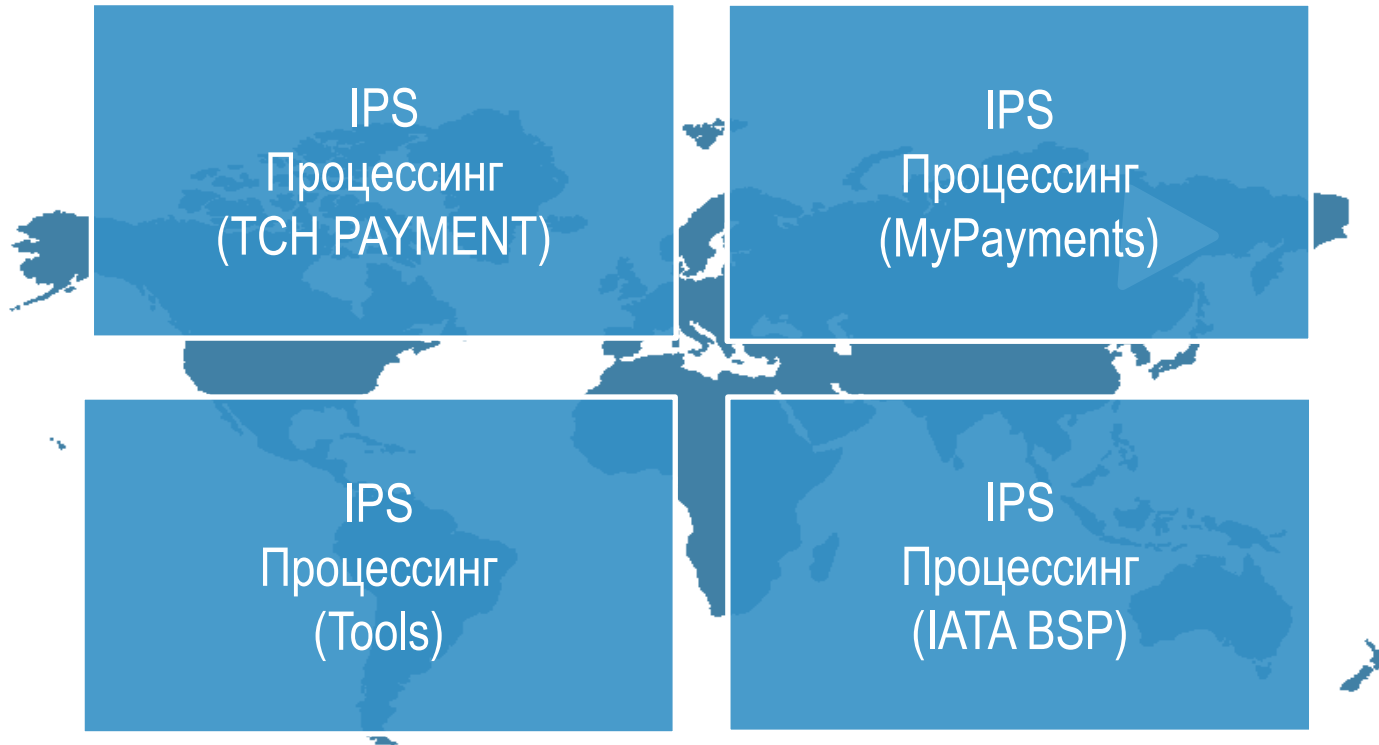 IPS
Процессинг
(TCH PAYMENT)
IPS
Процессинг
(MyPayments)
IPS
Процессинг
(Tools)
IPS
Процессинг
(IATA BSP)